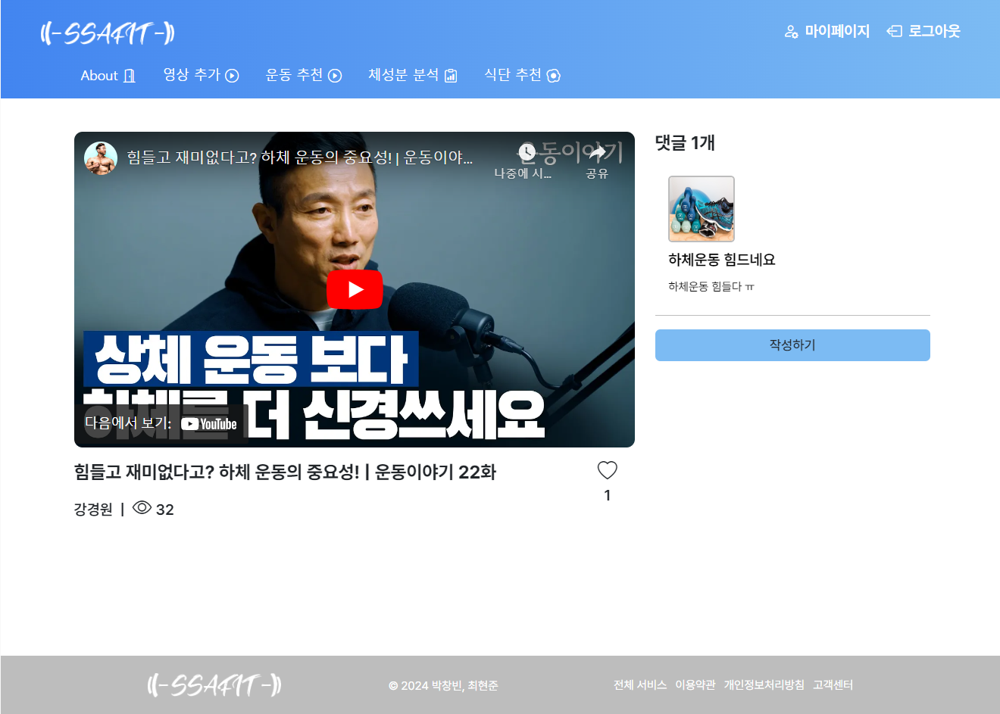 SSAFIT
마이페이지
로그아웃
About
영상 추가
운동 추천
체성분 분석
식단 추천
힘들고 재미없다고? 하체 운동의 중요성! | 운동이야...
운동이야기
나중에 시...
공유
상체 운동 보다
하체를 더 신경쓰세요
다음에서 보기: YouTube
힘들고 재미없다고? 하체 운동의 중요성! | 운동이야기 22화
1
강경원 | 32
댓글 1개
하체운동 힘드네요
하체운동 힘들다 ㅠ
작성하기
SSAFIT
© 2024 박창빈, 최현준
전체 서비스 이용약관 개인정보처리방침 고객센터